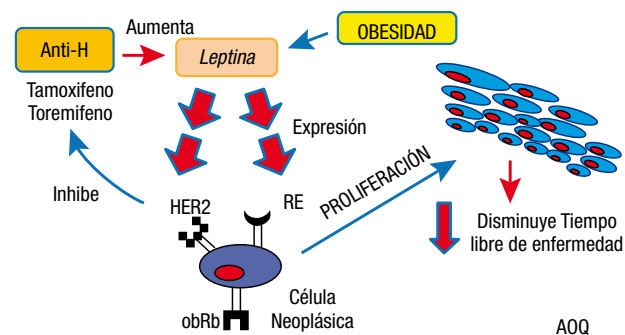 Aumenta
OBESIDAD
Anti-H
Leptina
Tamoxifeno
Toremifeno
Expresión
Inhibe
HER2
RE
PROLIFERACIÓN
Disminuye Tiempo
libre de enfermedad
Célula
Neoplásica
obRb
AOQ